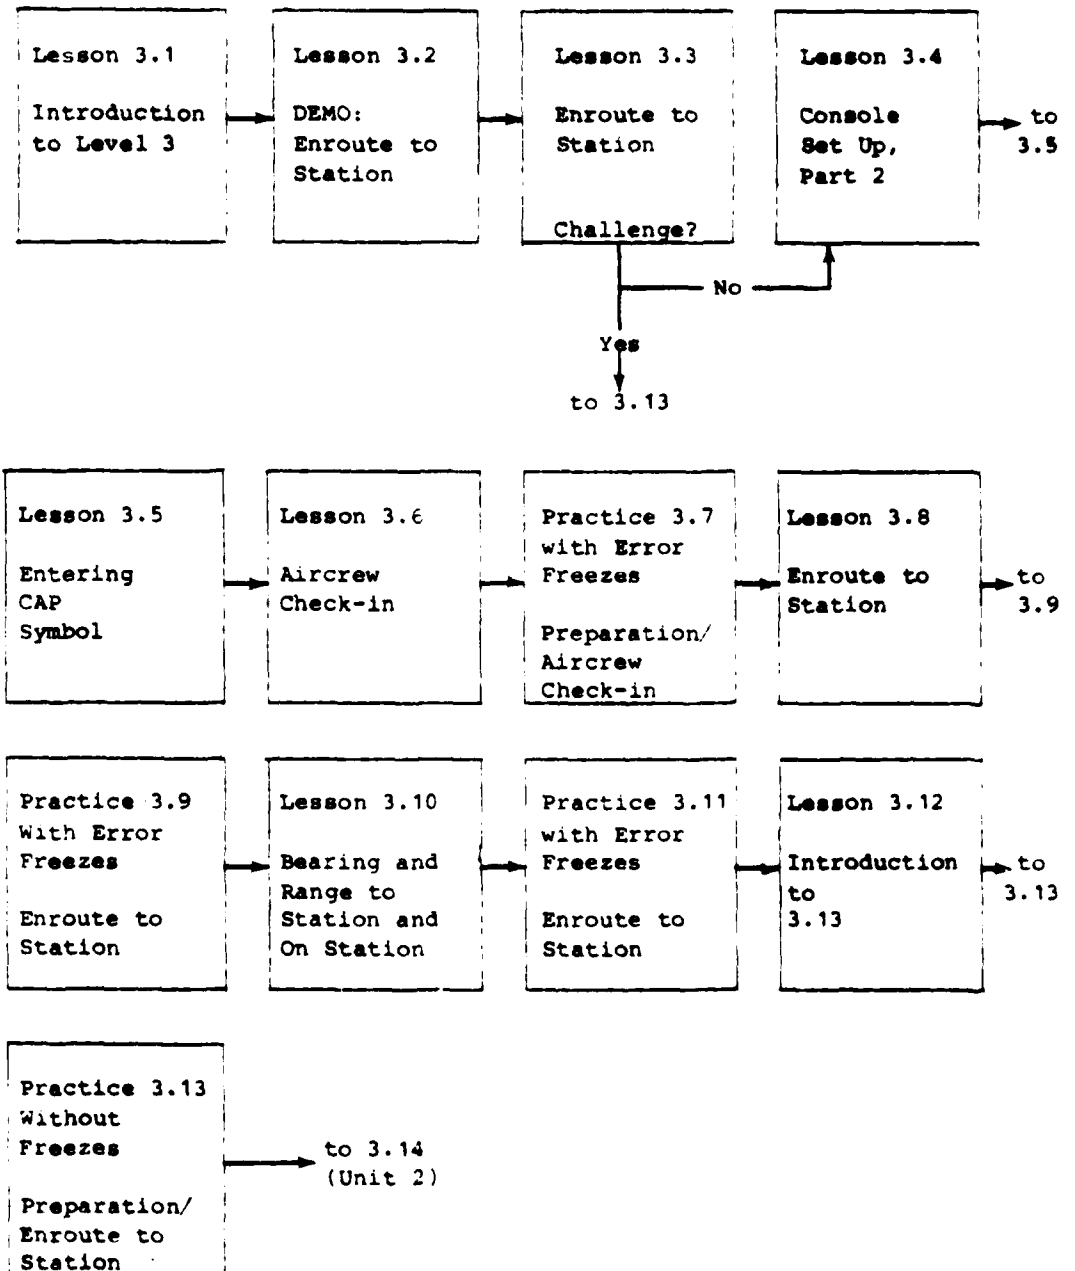 Lesson 3.1
Introduction
to Level 3
Lesson 3.2
DEMO:
Enroute to
Station
Lesson 3.3
Enroute to
Station
Challenge?
Lesson 3.4
Console
Set Up,
Part 2
to
3.5
No
Yes
to 3.13
Lesson 3.5
Entering
CAP
Symbol
Lesson 3.6
Aircrew
Check-in
Practice 3.7
with Error
Freezes
Preparation/
Aircrew
Check-in
Lesson 3.8
Enroute to
Station
to
3.9
Practice 3.9
With Error
Freezes
Enroute to
Station
Lesson 3.10
Bearing and
Range to
Station and
On Station
Practice 3.11
with Error
Freezes
Enroute to
Station
Lesson 3.12
Introduction
to
3.13
to
3.13
Practice 3.13
Without
Freezes
Preparation/
Enroute to
Station
to 3.14
(Unit 2)